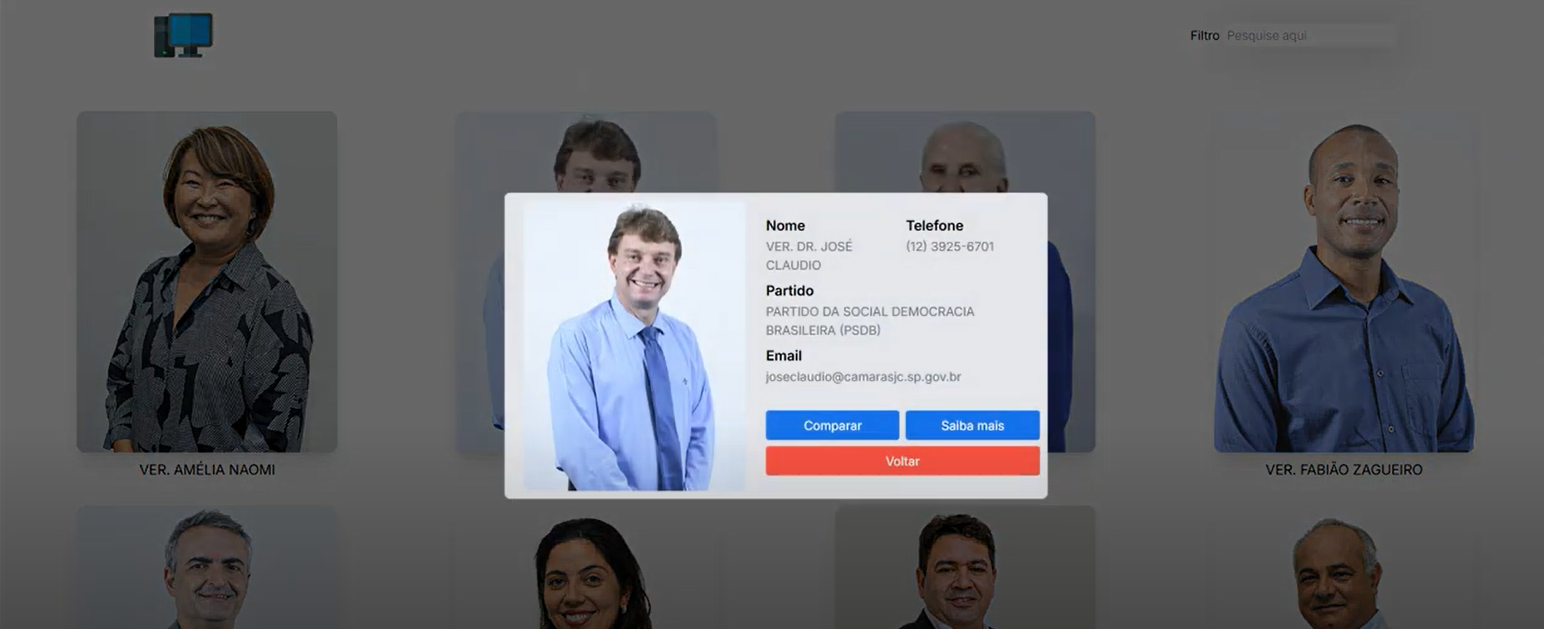 Filtro Pesquise aqui
Nome
Telefone
VER. DR. JOSÉ
CLAUDIO
(12) 3925-6701
Partido
PARTIDO DA SOCIAL DEMOCRACIA
BRASILEIRA (PSDB)
Email
joseclaudio@camarasjc.sp.gov.br
Comparar
Saiba mais
Voltar
VER. AMÉLIA NAOMI
VER. FABIÃO ZAGUEIRO